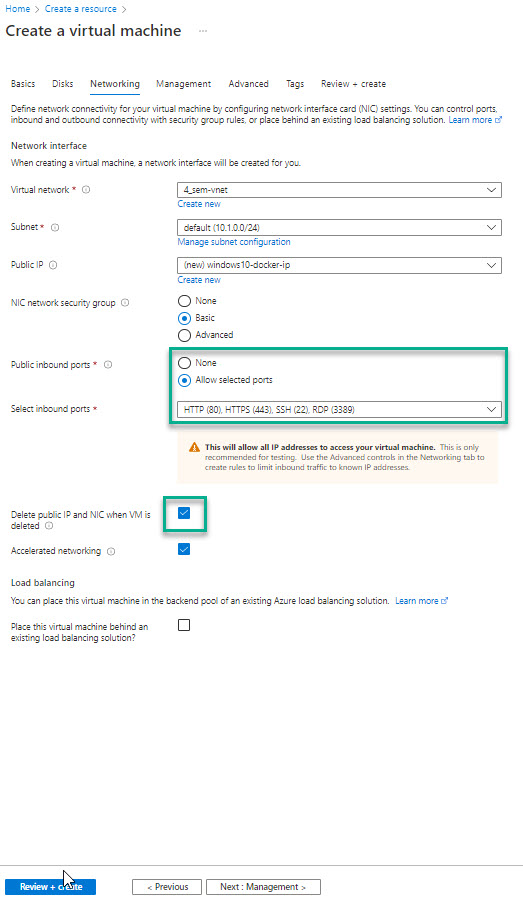 Home > Create a resource >
Create a virtual machine ...
Basics Disks Networking Management Advanced Tags Review + create
Define network connectivity for your virtual machine by configuring network interface card (NIC) settings. You can control ports,
inbound and outbound connectivity with security group rules, or place behind an existing load balancing solution. Learn more
Network interface
When creating a virtual machine, a network interface will be created for you.
Virtual network *
4_sem-vnet
Create new
Subnet *
default (10.1.0.0/24)
Manage subnet configuration
Public IP
(new) windows10-docker-ip
Create new
NIC network security group
None
Basic
Advanced
Public inbound ports *
None
Allow selected ports
Select inbound ports *
HTTP (80), HTTPS (443), SSH (22), RDP (3389)
This will allow all IP addresses to access your virtual machine. This is only
recommended for testing. Use the Advanced controls in the Networking tab to
create rules to limit inbound traffic to known IP addresses.
Delete public IP and NIC when VM is
deleted
Accelerated networking
Load balancing
You can place this virtual machine in the backend pool of an existing Azure load balancing solution. Learn more
Place this virtual machine behind an
existing load balancing solution?
Review + create
< Previous
Next : Management >